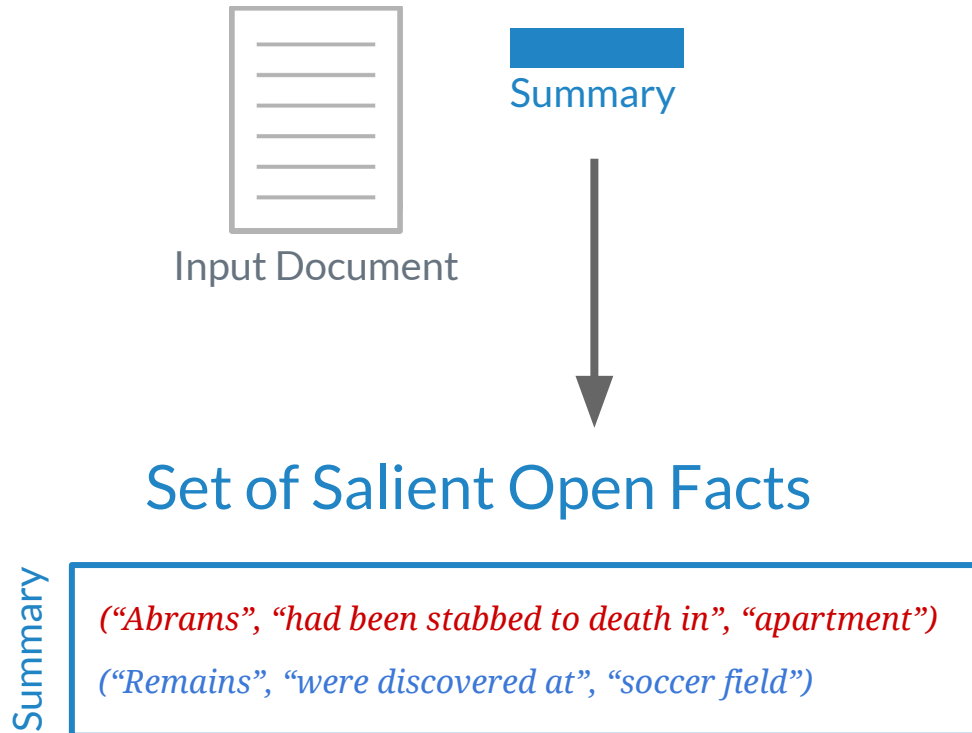 Summary
Input Document
Set of Salient Open Facts
Summary
(“Abrams”, “had been stabbed to death in”, “apartment”)
(“Remains”, “were discovered at”, “soccer field”)